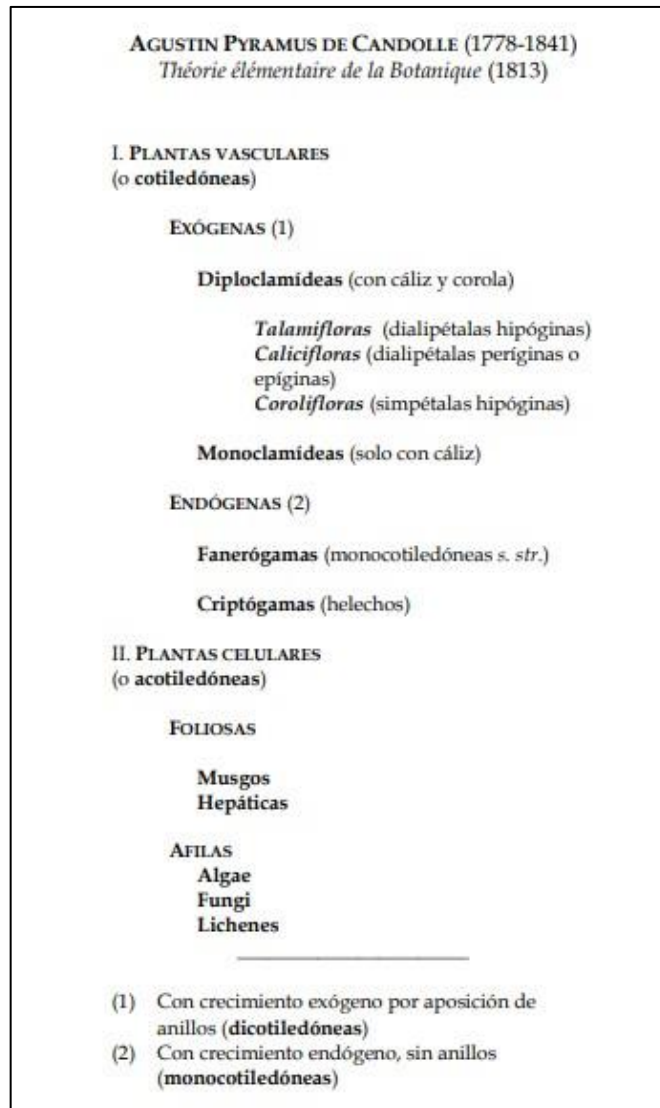 AGUSTIN PYRAMUS DE CANDOLLE (1778-1841)
Théorie élémentaire de la Botanique (1813)
I. PLANTAS VASCULARES
(o cotiledóneas)
EXÓGENAS (1)
Diploclamídeas (con cáliz y corola)
Talamifloras (dialipétalas hipóginas)
Calicifloras (dialipétalas períginas o
epíginas)
Corolifloras (simpétalas hipóginas)
Monoclamídeas (solo con cáliz)
ENDÓGENAS (2)
Fanerógamas (monocotiledóneas s. str.)
Criptógamas (helechos)
II. PLANTAS CELULARES
(o acotiledóneas)
FOLIOSAS
Musgos
Hepáticas
AFILAS
Algae
Fungi
Lichenes
(1) Con crecimiento exógeno por aposición de
anillos (dicotiledóneas)
(2) Con crecimiento endógeno, sin anillos
(monocotiledóneas)